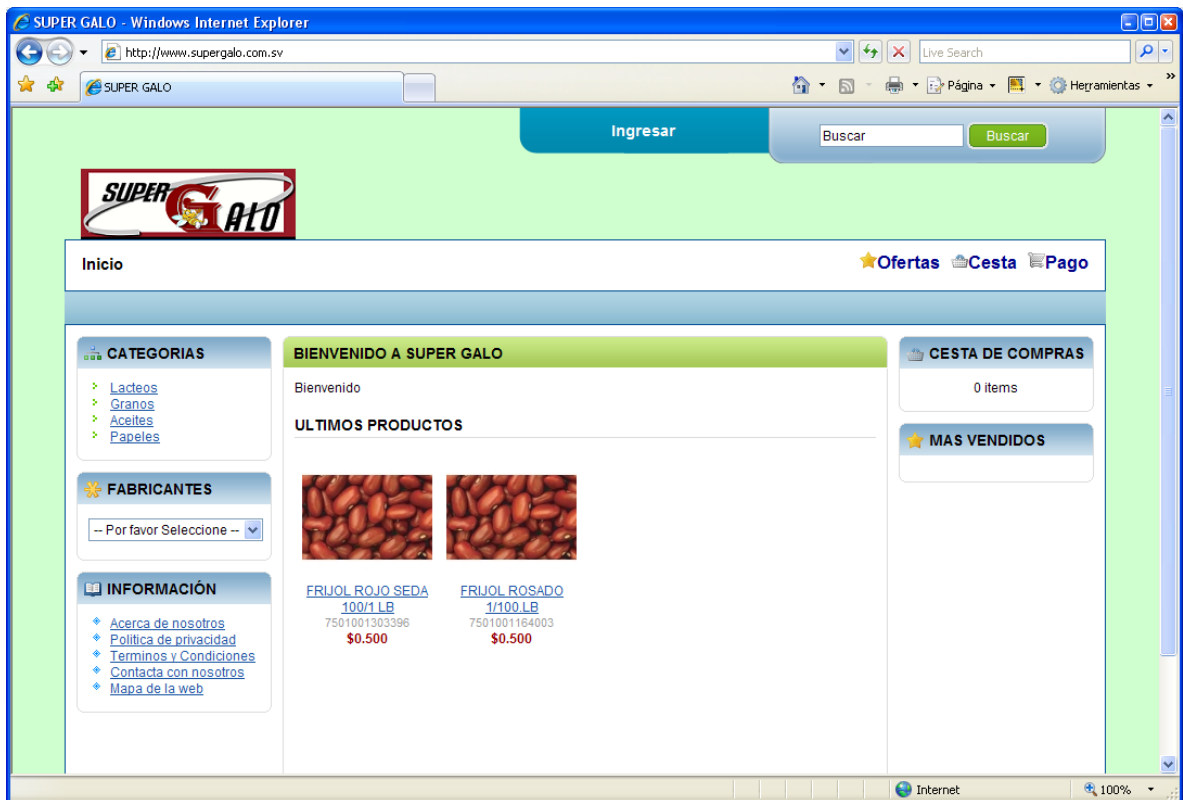 SUPER GALO - Windows Internet Explorer
http://www.supergalo.com.sv
Live Search
SUPER GALO
Página
Herramientas
Ingresar
Buscar
Buscar
SUPER GALO
Inicio
Ofertas Cesta Pago
CATEGORIAS
Lacteos
Granos
Aceites
Papeles
FABRICANTES
-- Por favor Seleccione --
INFORMACIÓN
Acerca de nosotros
Politica de privacidad
Terminos y Condiciones
Contacta con nosotros
Mapa de la web
BIENVENIDO A SUPER GALO
Bienvenido
ULTIMOS PRODUCTOS
FRIJOL ROJO SEDA
100/1 LB
7501001303396
$0.500
FRIJOL ROSADO
1/100.LB
7501001164003
$0.500
CESTA DE COMPRAS
0 items
MAS VENDIDOS
Internet
100%